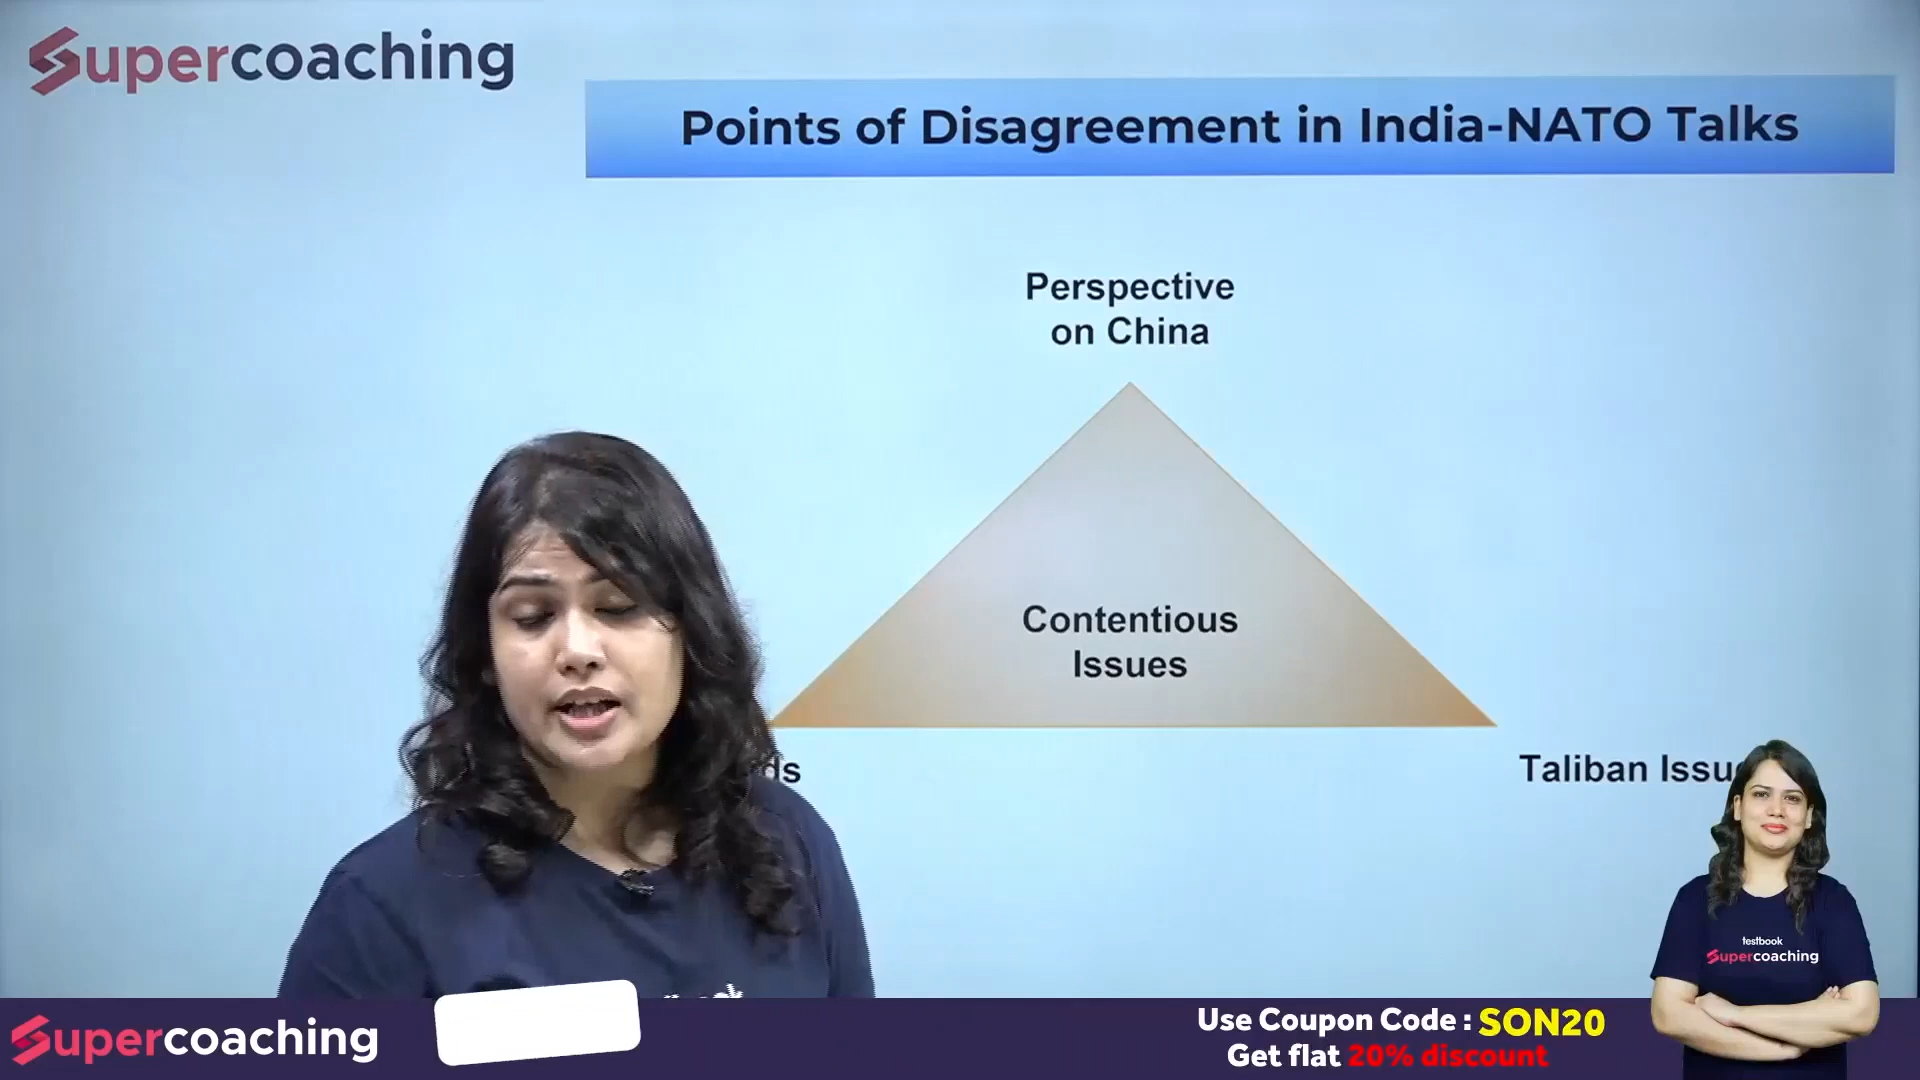 Supercoaching
Points of Disagreement in India-NATO Talks
Perspective
on China
Contentious
Issues
Taliban
testbook
Supercoaching
Supercoaching
Use Coupon Code : SON20
Get flat 20% discount